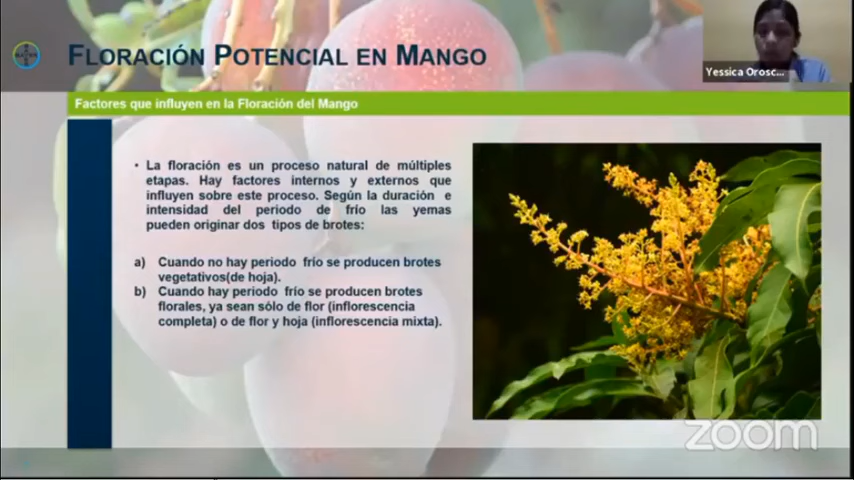 FLORACIÓN POTENCIAL EN MANGO
Yessica Orosc...
Factores que influyen en la Floración del Mango
• La floración es un proceso natural de múltiples
etapas. Hay factores internos y externos que
influyen sobre este proceso. Según la duración e
intensidad del periodo de frío las yemas
pueden originar dos tipos de brotes:
a) Cuando no hay periodo frío se producen brotes
vegetativos(de hoja).
b) Cuando hay periodo frío se producen brotes
florales, ya sean sólo de flor (inflorescencia
completa) o de flor y hoja (inflorescencia mixta).
zoom